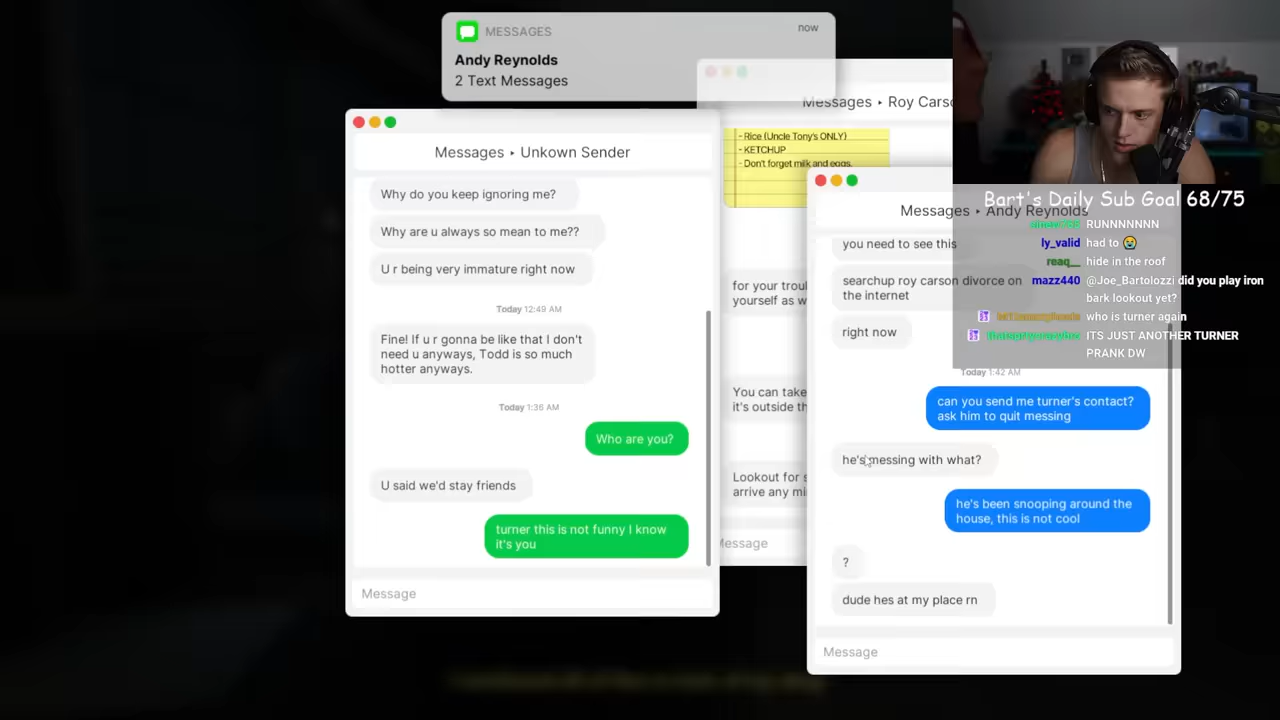 MESSAGES
now
Andy Reynolds
2 Text Messages
Messages ▸ Unkown Sender
Why do you keep ignoring me?
Why are u always so mean to me??
U r being very immature right now
Today 12:49 AM
Fine! If u r gonna be like that I don't
need u anyways, Todd is so much
hotter anyways.
Today 1:36 AM
Who are you?
U said we'd stay friends
turner this is not funny I know
it's you
Message
Messages ▸ Roy Carso
- Rice (Uncle Tony's ONLY)
- KETCHUP
- Don't forget milk and eggs.
for your trou
yourself as w
You can take
it's outside th
Lookout for s
arrive any mi
Message
Messages ▸ Andy Reynolds
you need to see this
searchup roy carson divorce on
the internet
right now
Today 1:42 AM
can you send me turner's contact?
ask him to quit messing
he's messing with what?
he's been snooping around the
house, this is not cool
?
dude hes at my place rn
Message
Bart's Daily Sub Goal 68/75
RUNNNNNN
ly_valid had to 😭
reaq__ hide in the roof
mazz440 @Joe_Bartolozzi did you play iron
bark lookout yet?
who is turner again
ITS JUST ANOTHER TURNER
PRANK DW